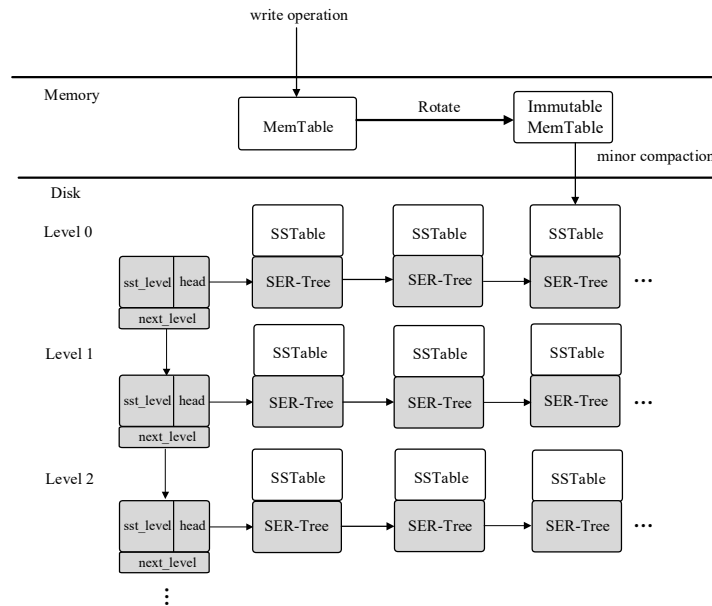 write operation
Memory
MemTable
Rotate
Immutable
MemTable
minor compaction
Disk
Level 0
SSTable SSTable SSTable
sst_level head SER-Tree SER-Tree SER-Tree ...
next_level
Level 1
SSTable SSTable SSTable
sst_level head SER-Tree SER-Tree SER-Tree ...
next_level
Level 2
SSTable SSTable SSTable
sst_level head SER-Tree SER-Tree SER-Tree ...
next_level
⋮